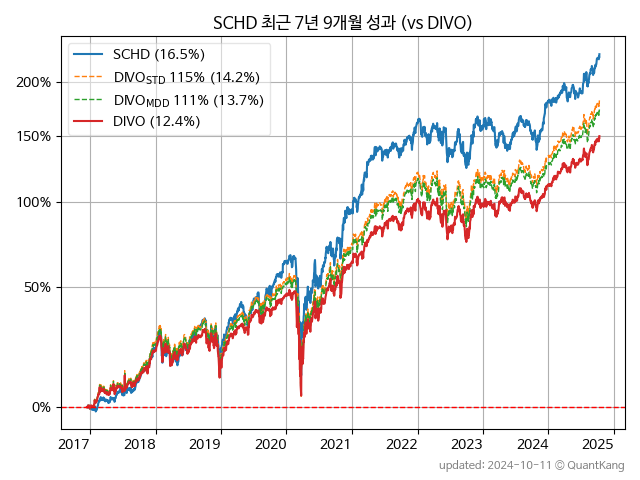 SCHD 최근 7년 9개월 성과 (vs DIVO)
SCHD (16.5%)
DIVO_STD 115% (14.2%)
DIVO_MDD 111% (13.7%)
DIVO (12.4%)
200%
150%
100%
50%
0%
2017 2018 2019 2020 2021 2022 2023 2024 2025
updated: 2024-10-11 © QuantKang